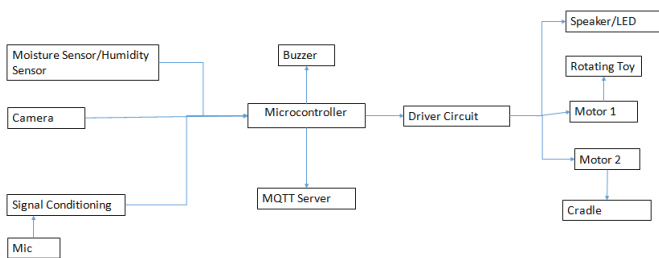 Speaker/LED
Moisture Sensor/Humidity
Sensor
Buzzer
Rotating Toy
Camera
Microcontroller
Driver Circuit
Motor 1
Motor 2
Signal Conditioning
MQTT Server
Cradle
Mic